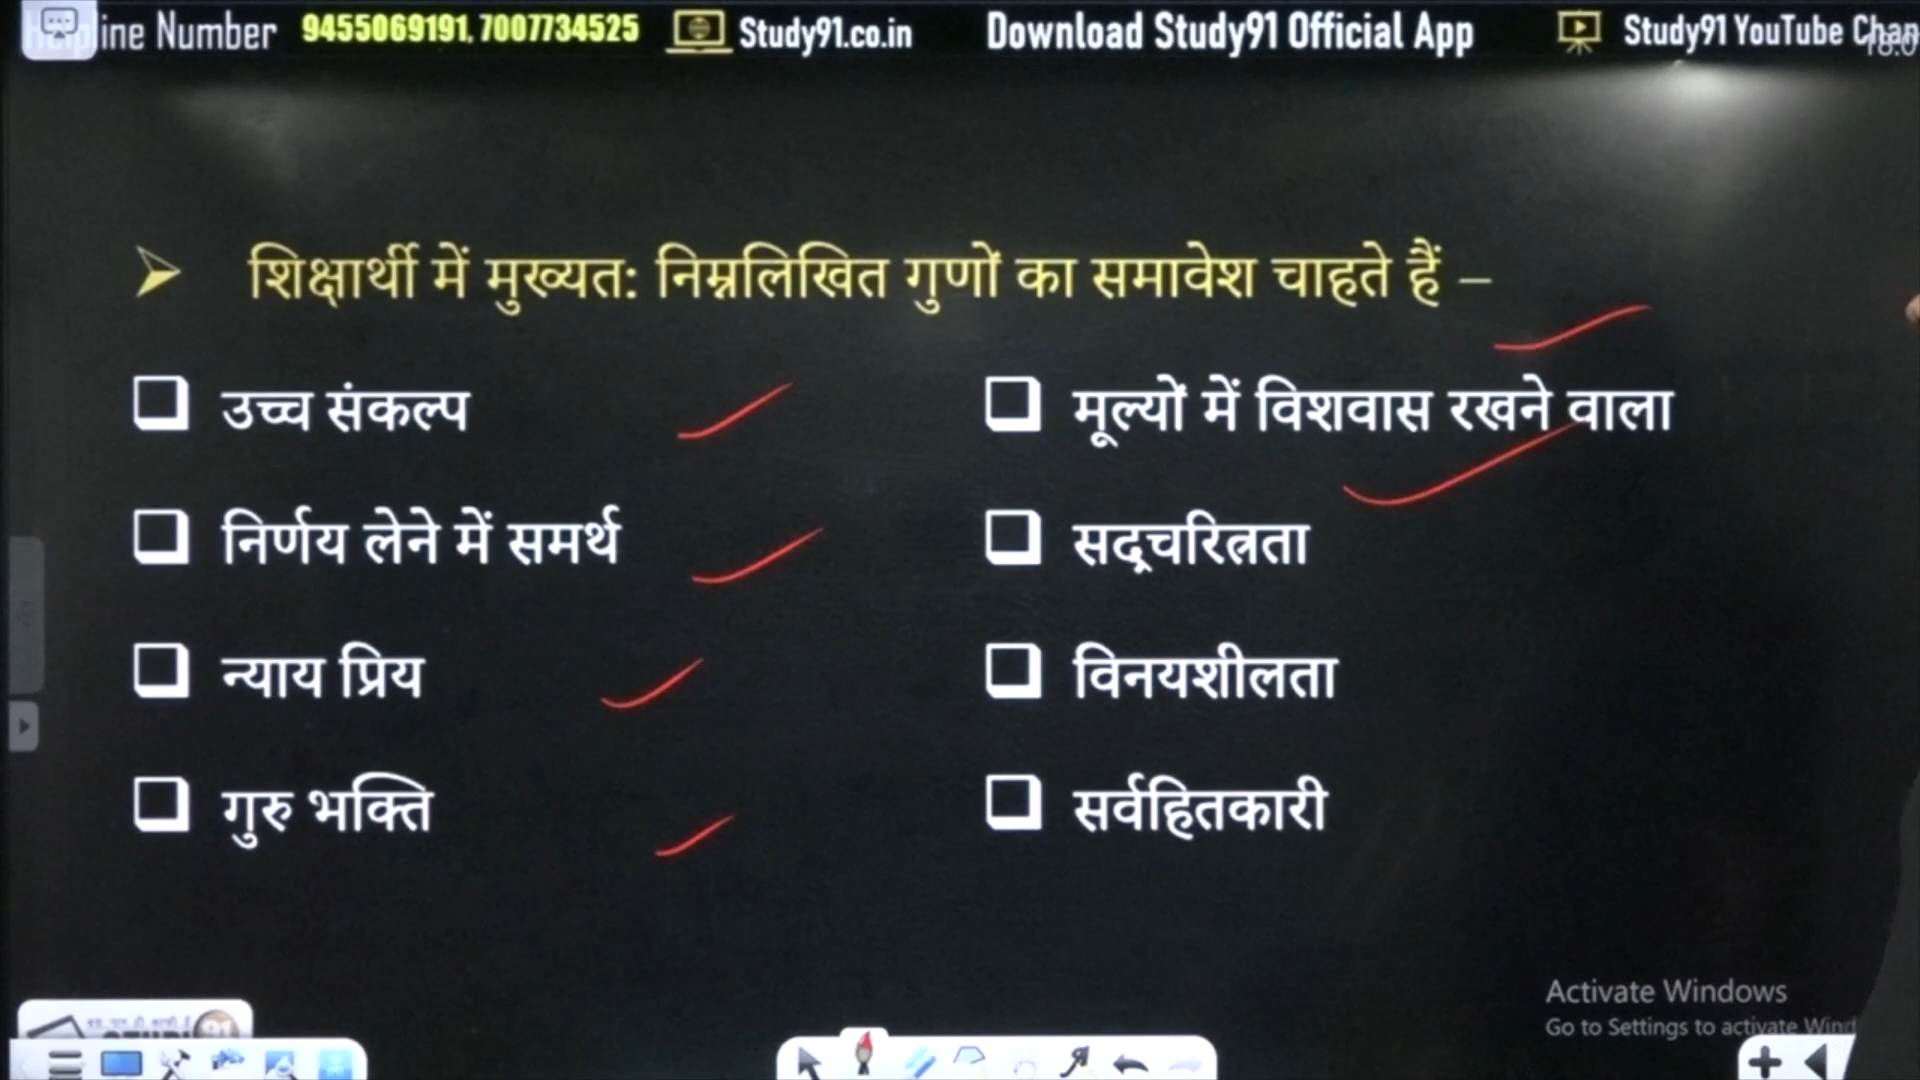 ine Number 9455069191, 7007734525 Study91.co.in Download Study91 Official App Study91 YouTube Chan
शिक्षार्थी में मुख्यत: निम्नलिखित गुणों का समावेश चाहते हैं –
उच्च संकल्प
मूल्यों में विशवास रखने वाला
निर्णय लेने में समर्थ
सद्चरित्रता
न्याय प्रिय
विनयशीलता
गुरु भक्ति
सर्वहितकारी
Activate Windows
Go to Settings to activate Wind